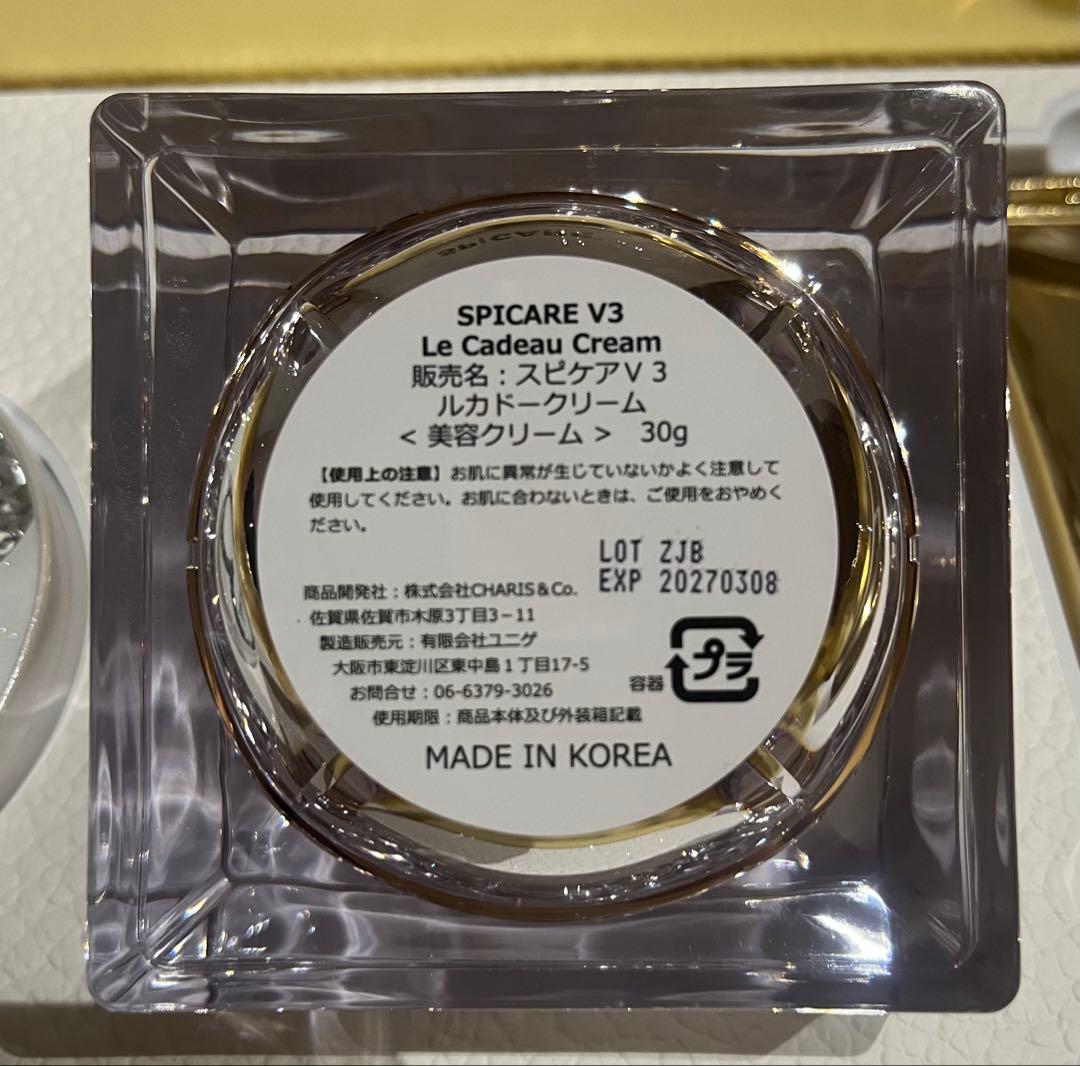 SPICARE
SPICARE V3
Le Cadeau Cream
販売名：スピケアV 3
ルカドークリーム
< 美容クリーム > 30g
【使用上の注意】お肌に異常が生じていないかよく注意して
使用してください。お肌に合わないときは、ご使用をおやめく
ださい。
LOT ZJB
EXP 20270308
商品開発社：株式会社CHARIS＆Co.
佐賀県佐賀市木原3丁目3－11
製造販売元：有限会社ユニゲ
大阪市東淀川区東中島１丁目17-5
お問合せ：06-6379-3026
使用期限：商品本体及び外装箱記載
容器
プラ
MADE IN KOREA